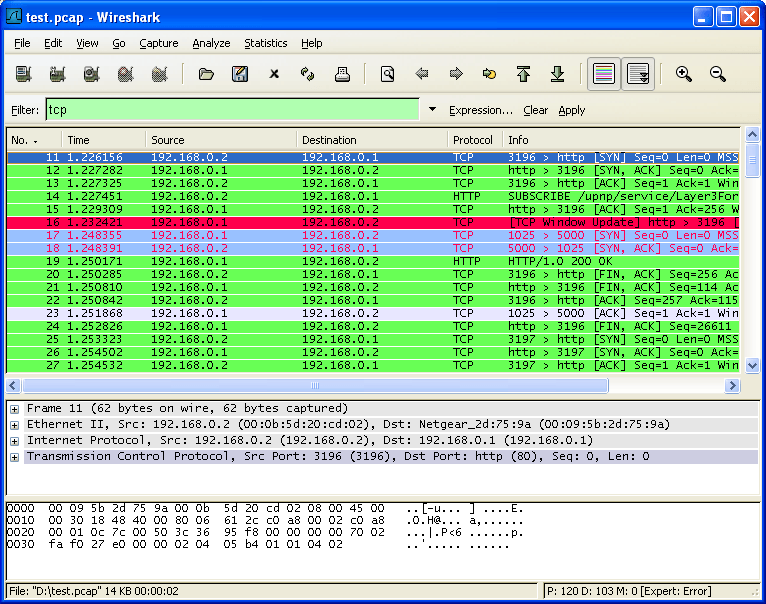 test.pcap - Wireshark
File Edit View Go Capture Analyze Statistics Help
Filter: tcp Expression... Clear Apply
No. . Time Source Destination Protocol Info
11 1.226156 192.168.0.2 192.168.0.1 TCP 3196 > http [SYN] Seq=0 Len=0 MSS
12 1.227282 192.168.0.1 192.168.0.2 TCP http > 3196 [SYN, ACK] Seq=0 Ack=
13 1.227325 192.168.0.2 192.168.0.1 TCP 3196 > http [ACK] Seq=1 Ack=1 Win
14 1.227451 192.168.0.2 192.168.0.1 HTTP SUBSCRIBE /upnp/service/Layer3For
15 1.229309 192.168.0.1 192.168.0.2 TCP http > 3196 [ACK] Seq=1 Ack=256 W
16 1.232421 192.168.0.1 192.168.0.2 TCP [TCP Window Update] http > 3196 [
17 1.248355 192.168.0.1 192.168.0.2 TCP 1025 > 5000 [SYN] Seq=0 Len=0 MSS
18 1.248391 192.168.0.2 192.168.0.1 TCP 5000 > 1025 [SYN, ACK] Seq=0 Ack=
19 1.250171 192.168.0.1 192.168.0.2 HTTP HTTP/1.0 200 OK
20 1.250285 192.168.0.2 192.168.0.1 TCP 3196 > http [FIN, ACK] Seq=256 Ac
21 1.250810 192.168.0.1 192.168.0.2 TCP http > 3196 [FIN, ACK] Seq=114 Ac
22 1.250842 192.168.0.2 192.168.0.1 TCP 3196 > http [ACK] Seq=257 Ack=115
23 1.251868 192.168.0.1 192.168.0.2 TCP 1025 > 5000 [ACK] Seq=1 Ack=1 Win
24 1.252826 192.168.0.1 192.168.0.2 TCP http > 3196 [FIN, ACK] Seq=26611
25 1.253323 192.168.0.2 192.168.0.1 TCP 3197 > http [SYN] Seq=0 Len=0 MSS
26 1.254502 192.168.0.1 192.168.0.2 TCP http > 3197 [SYN, ACK] Seq=0 Ack=
27 1.254532 192.168.0.2 192.168.0.1 TCP 3197 > http [ACK] Seq=1 Ack=1 Win
Frame 11 (62 bytes on wire, 62 bytes captured)
Ethernet II, Src: 192.168.0.2 (00:0b:5d:20:cd:02), Dst: Netgear_2d:75:9a (00:09:5b:2d:75:9a)
Internet Protocol, Src: 192.168.0.2 (192.168.0.2), Dst: 192.168.0.1 (192.168.0.1)
Transmission Control Protocol, Src Port: 3196 (3196), Dst Port: http (80), Seq: 0, Len: 0
0000 00 09 5b 2d 75 9a 00 0b 5d 20 cd 02 08 00 45 00 ..[-u... ] ....E.
0010 00 30 18 48 40 00 80 06 61 2c c0 a8 00 02 c0 a8 .0.H@... a,......
0020 00 01 0c 7c 00 50 3c 36 95 f8 00 00 00 00 70 02 ...|.P<6 ......p.
0030 fa f0 27 e0 00 00 02 04 05 b4 01 01 04 02 ..'..... ......
File: "D:\test.pcap" 14 KB 00:00:02 P: 120 D: 103 M: 0 [Expert: Error]